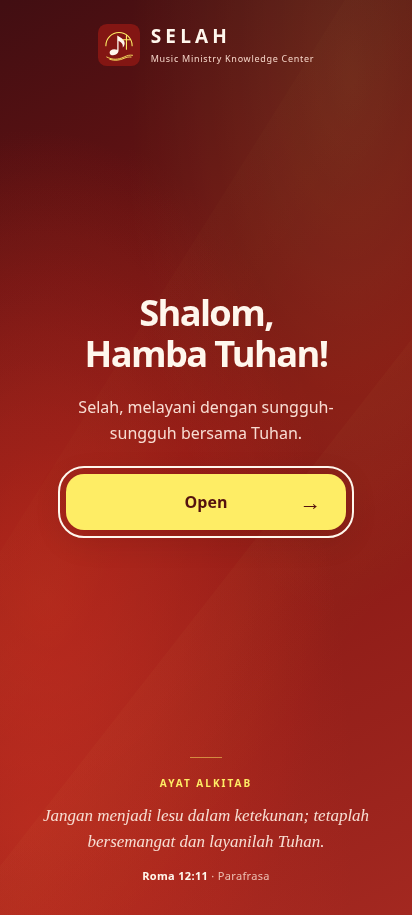 SELAH
Music Ministry Knowledge Center
Shalom,
Hamba Tuhan!
Selah, melayani dengan sungguh-
sungguh bersama Tuhan.
Open →
AYAT ALKITAB
Jangan menjadi lesu dalam ketekunan; tetaplah
bersemangat dan layanilah Tuhan.
Roma 12:11 · Parafrasa